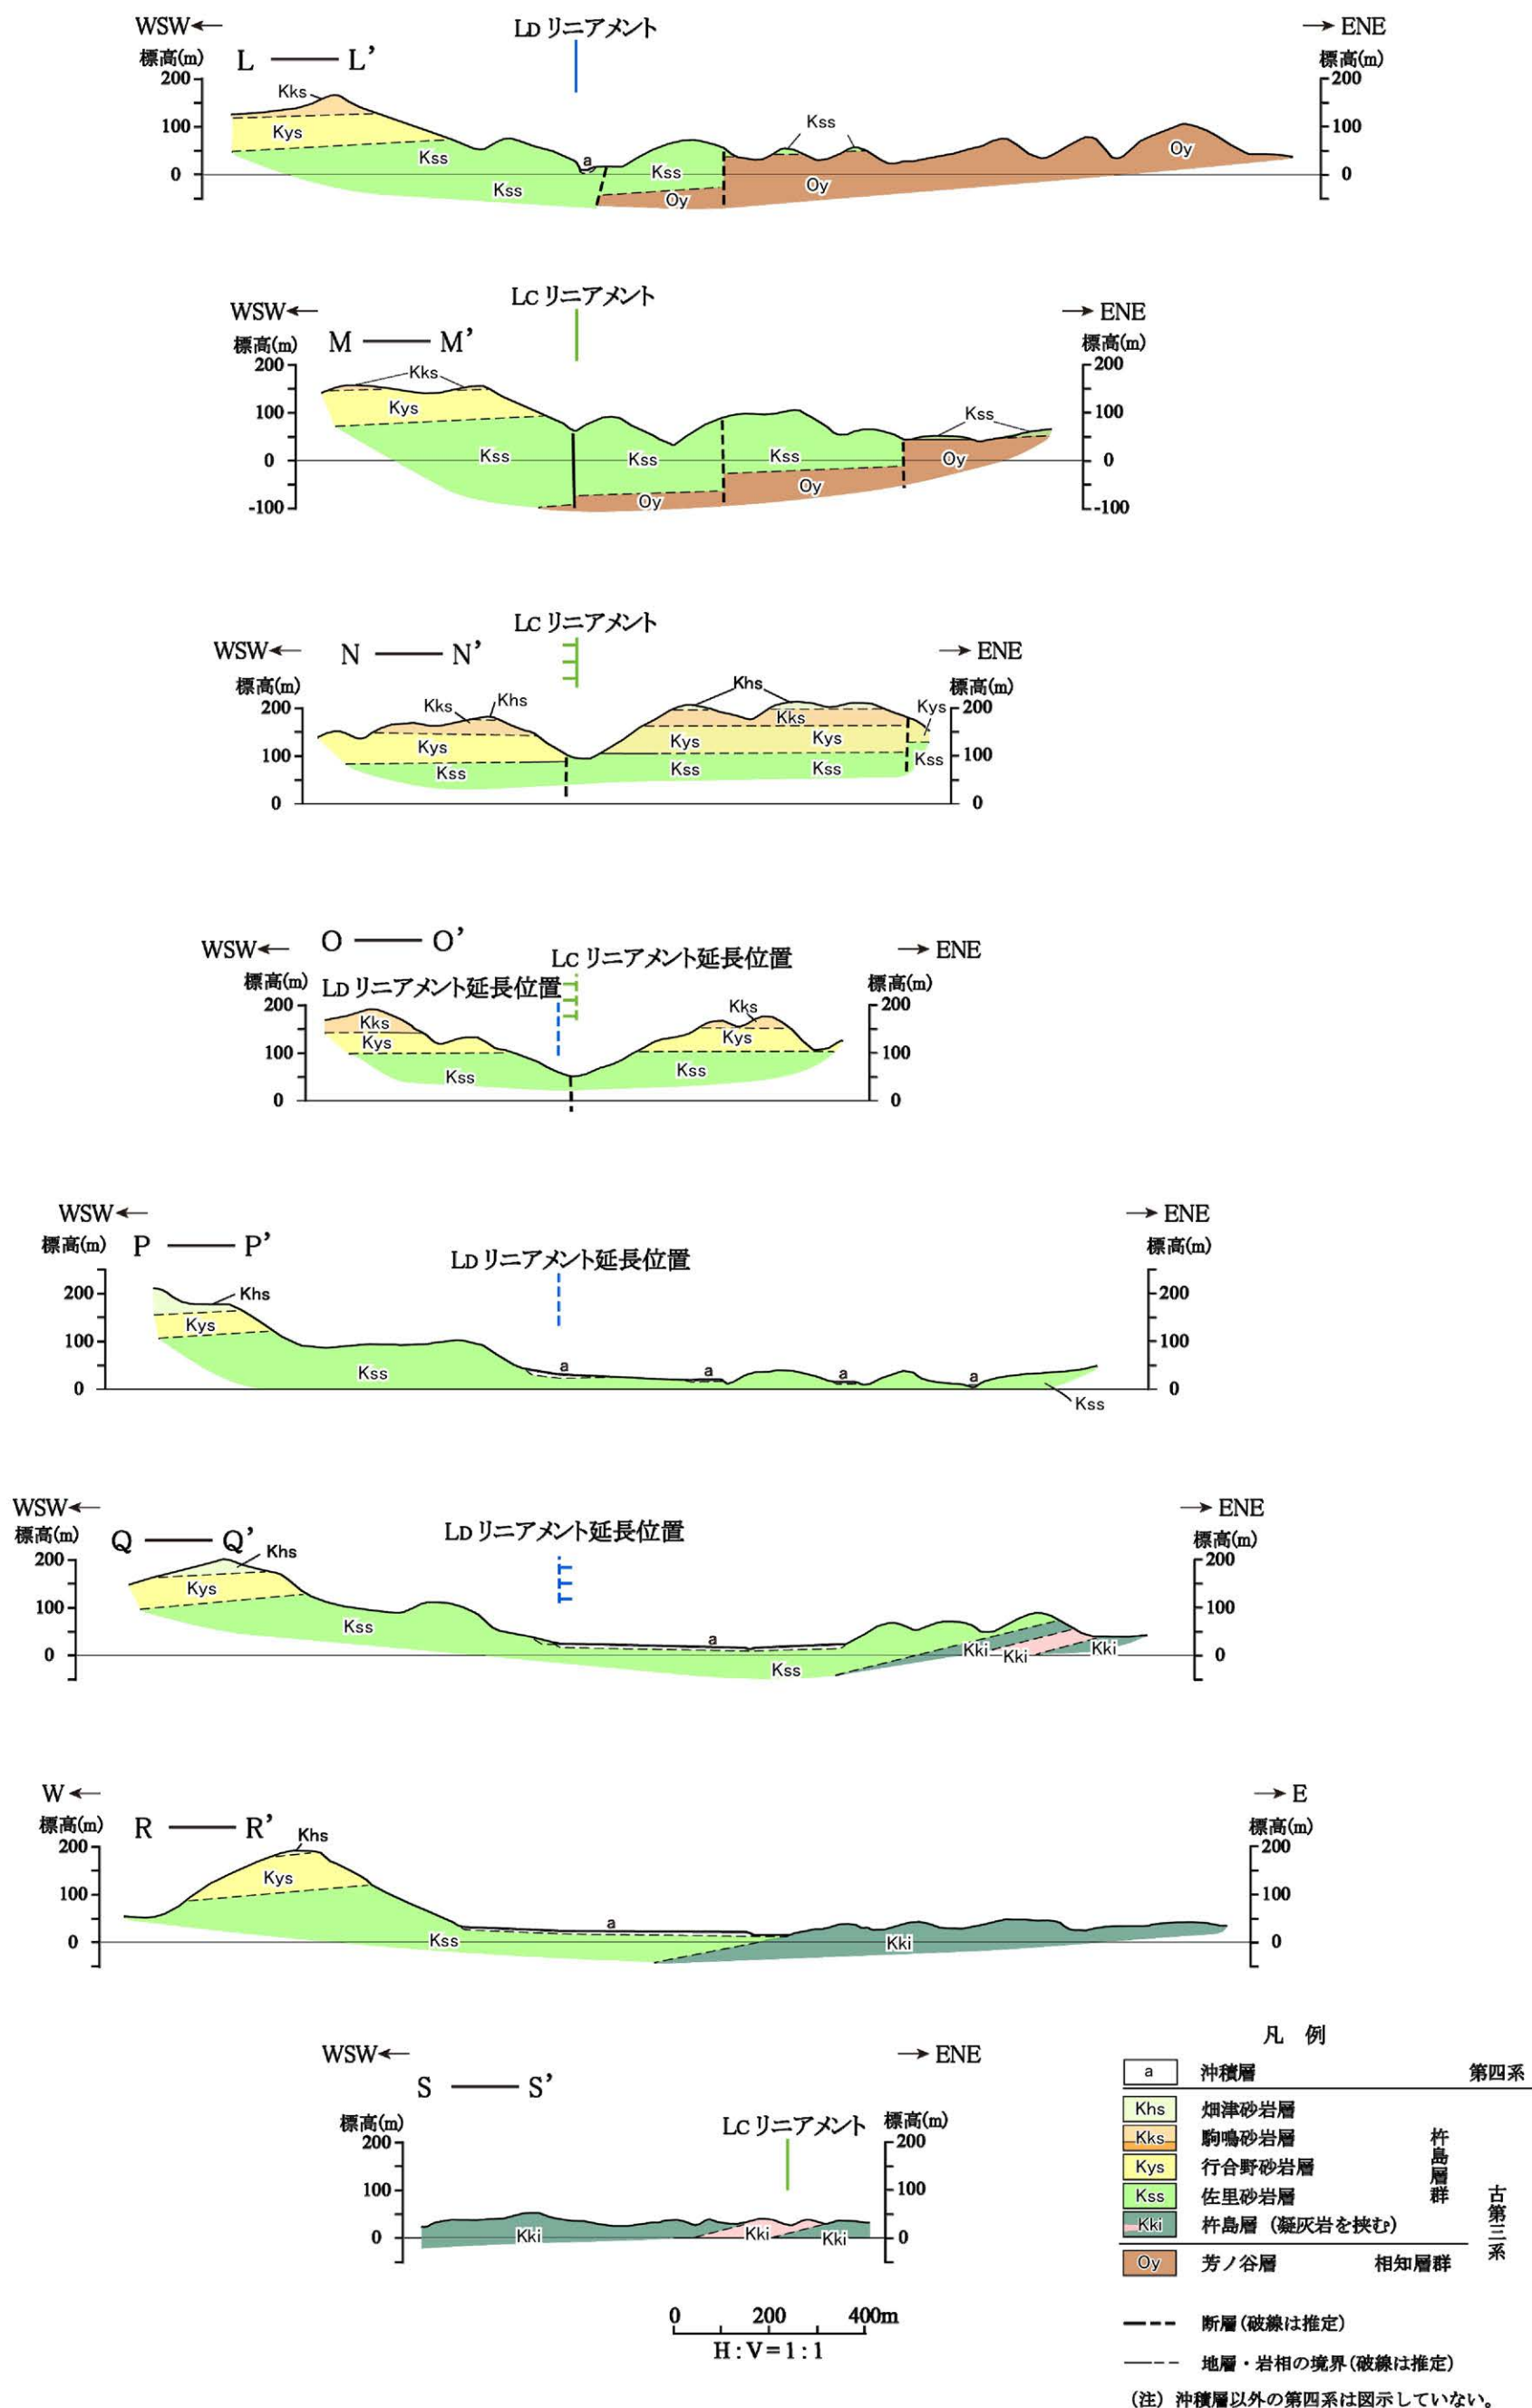 WSW← LD リニアメント → ENE
標高(m) L —— L’ 標高(m)
200 200
Kks
100 Kys Kss Kss 100
Kss a Kss Oy
0 Kss Oy Oy 0
LC リニアメント
WSW← → ENE
標高(m) M —— M’ 標高(m)
200 200
Kks
100 Kys Kss 100
0 Kss Kss Kss Oy 0
Oy Oy
-100 -100
LC リニアメント
WSW← N —— N’ → ENE
標高(m) 標高(m)
200 Kks Khs Khs Kks Kys 200
Kys Kys Kys
100 Kss Kss Kss Kss 100
0 0
WSW← O —— O’ → ENE
LC リニアメント延長位置
標高(m) LD リニアメント延長位置 標高(m)
200 Kks 200
Kks
Kys Kys
100 100
Kss Kss
0 0
WSW← → ENE
標高(m) P —— P’ 標高(m)
LD リニアメント延長位置
200 Khs 200
Kys
100 100
Kss a a a a
0 0
Kss
WSW← → ENE
標高(m) Q —— Q’ LD リニアメント延長位置 標高(m)
200 Khs 200
Kys
100 100
Kss a
0 Kss Kki Kki Kki 0
W← → E
標高(m) R —— R’ 標高(m)
200 Khs 200
Kys
100 100
a
0 Kss Kki 0
WSW← → ENE
S —— S’
標高(m) LC リニアメント 標高(m)
200 200
100 100
0 Kki Kki Kki 0
0 200 400m
H : V = 1 : 1
凡 例
a 沖積層 第四系
Khs 畑津砂岩層
Kks 駒鳴砂岩層
Kys 行合野砂岩層
Kss 佐里砂岩層
Kki 杵島層（凝灰岩を挟む）
杵島層群
古第三系
Oy 芳ノ谷層 相知層群
断層(破線は推定)
地層・岩相の境界(破線は推定)
（注）沖積層以外の第四系は図示していない。